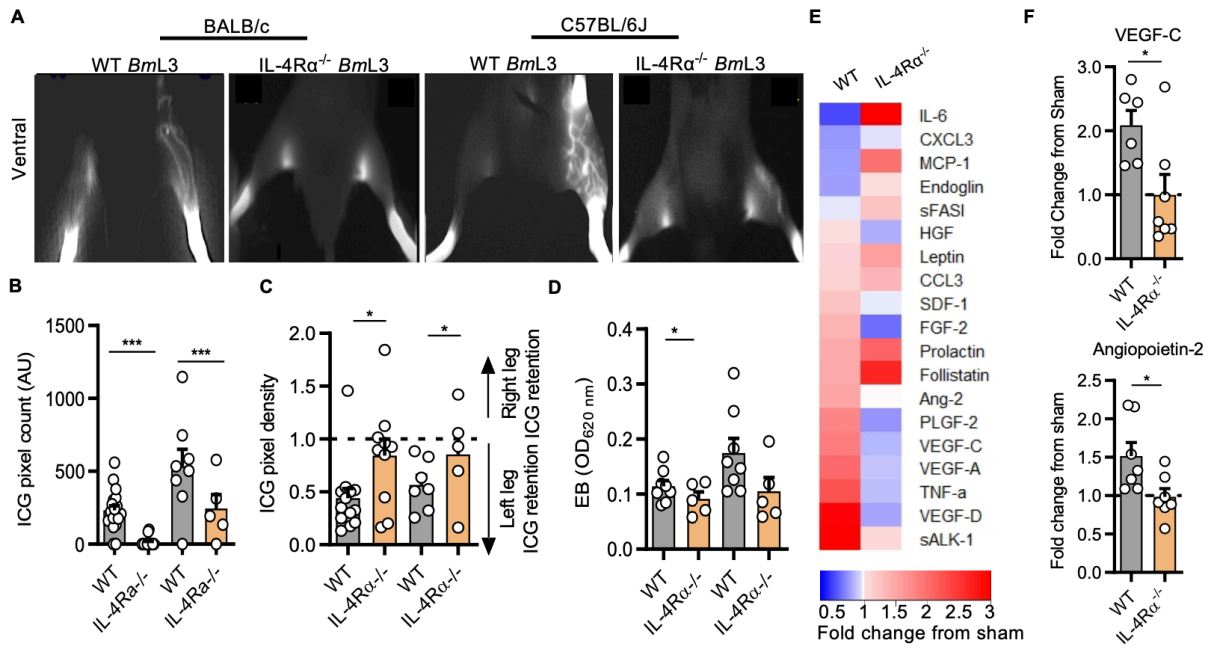 A
BALB/c
C57BL/6J
WT BmL3
IL-4Rα-/- BmL3
WT BmL3
IL-4Rα-/- BmL3
Ventral
B
ICG pixel count (AU)
1500
1000
500
0
***
***
WT
IL-4Ra-/-
WT
IL-4Ra-/-
C
ICG pixel density
2.0
1.5
1.0
0.5
0.0
*
*
WT
IL-4Rα-/-
WT
IL-4Rα-/-
Right leg
ICG retention
Left leg
ICG retention
D
EB (OD620 nm)
0.4
0.3
0.2
0.1
0.0
*
WT
IL-4Rα-/-
WT
IL-4Rα-/-
E
WT
IL-4Rα-/-
IL-6
CXCL3
MCP-1
Endoglin
sFASl
HGF
Leptin
CCL3
SDF-1
FGF-2
Prolactin
Follistatin
Ang-2
PLGF-2
VEGF-C
VEGF-A
TNF-a
VEGF-D
sALK-1
0.5 1 1.5 2 2.5 3
Fold change from sham
F
VEGF-C
Fold Change from Sham
3.0
2.0
1.0
0.0
*
WT
IL-4Rα-/-
Angiopoietin-2
Fold change from sham
2.5
2.0
1.5
1.0
0.5
0.0
*
WT
IL-4Rα-/-